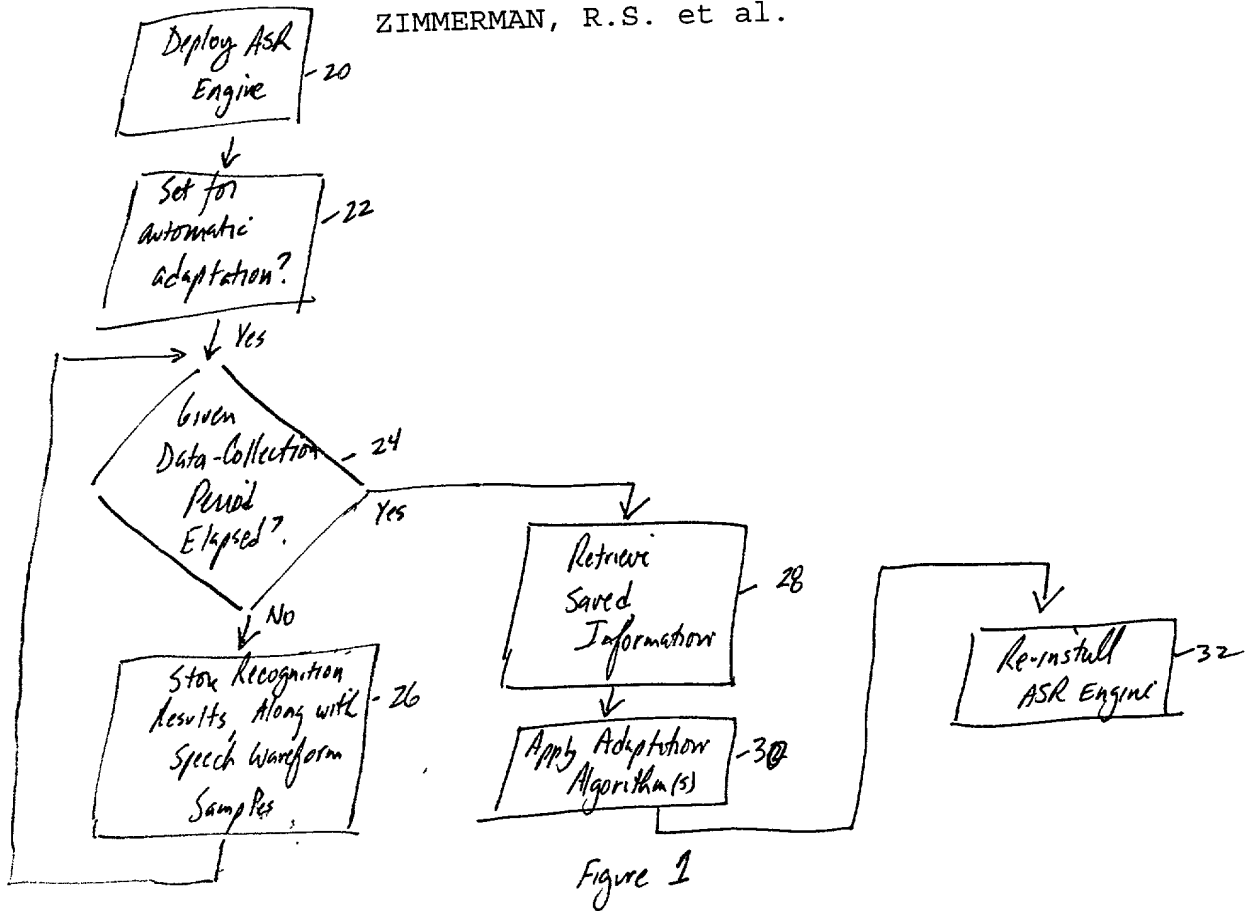 ZIMMERMAN, R.S. et al.
Deploy ASR
Engine
20
Set for
automatic
adaptation?
22
Yes
Given
Data-Collection
Period
Elapsed?
24
Yes
No
Store Recognition
Results, Along with
Speech Waveform
Samples
26
Retrieve
Saved
Information
28
Apply Adaptation
Algorithm(s)
30
Re-install
ASR Engine
32
Figure 1